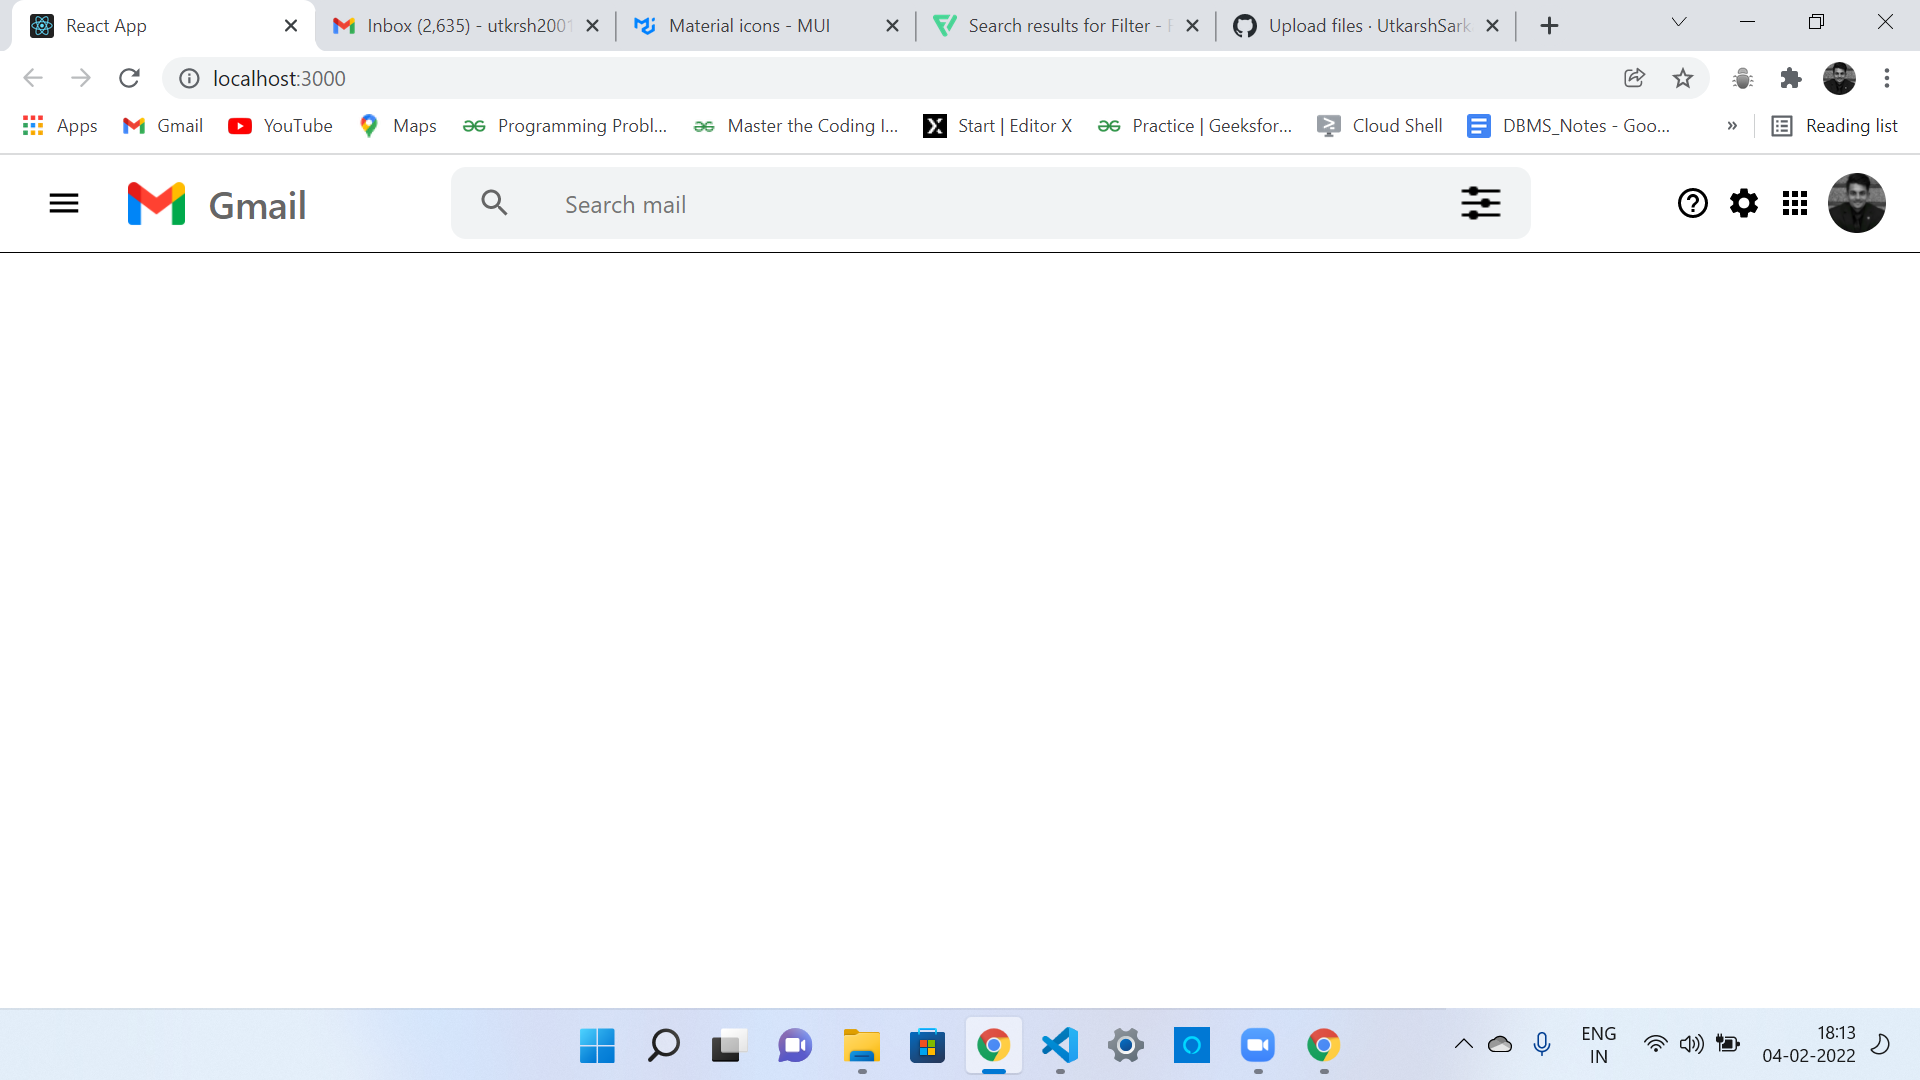 React App
Inbox (2,635) - utkrsh2001
Material icons - MUI
Search results for Filter - F
Upload files · UtkarshSark
localhost:3000
Apps
Gmail
YouTube
Maps
Programming Probl...
Master the Coding I...
Start | Editor X
Practice | Geeksfor...
Cloud Shell
DBMS_Notes - Goo...
»
Reading list
Gmail
Search mail
ENG
IN
18:13
04-02-2022